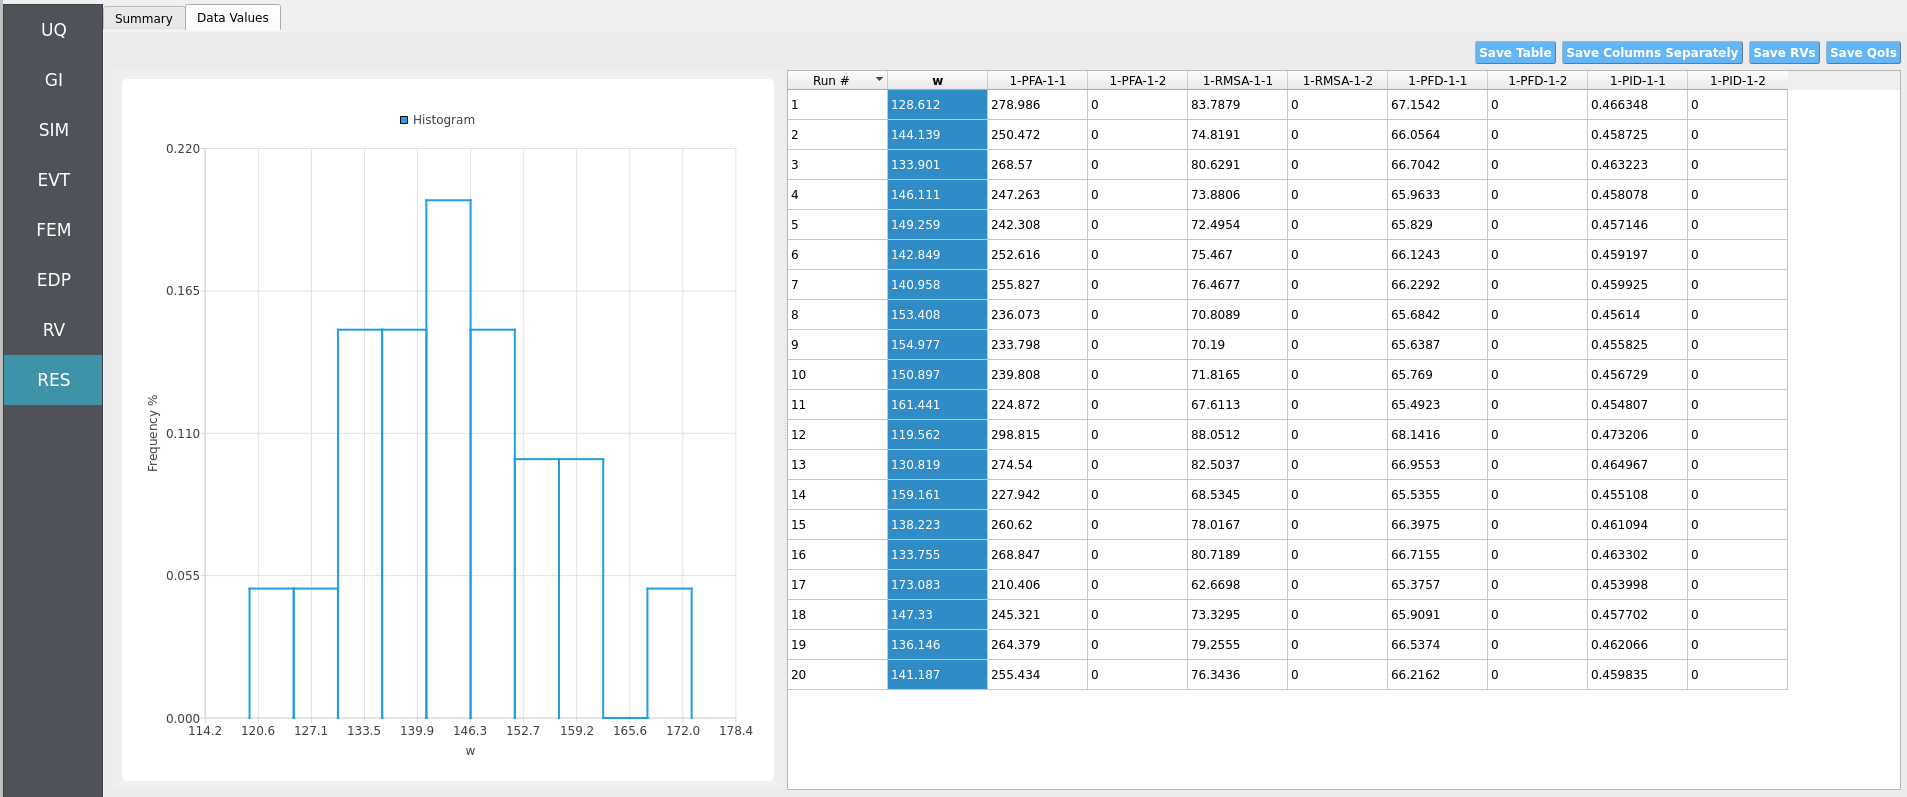 UQ
GI
SIM
EVT
FEM
EDP
RV
RES
Summary Data Values
Save Table Save Columns Separately Save RVs Save QoIs
Histogram
Frequency %
0.220
0.165
0.110
0.055
0.000
114.2 120.6 127.1 133.5 139.9 146.3 152.7 159.2 165.6 172.0 178.4
w
Run # w 1-PFA-1-1 1-PFA-1-2 1-RMSA-1-1 1-RMSA-1-2 1-PFD-1-1 1-PFD-1-2 1-PID-1-1 1-PID-1-2
1 128.612 278.986 0 83.7879 0 67.1542 0 0.466348 0
2 144.139 250.472 0 74.8191 0 66.0564 0 0.458725 0
3 133.901 268.57 0 80.6291 0 66.7042 0 0.463223 0
4 146.111 247.263 0 73.8806 0 65.9633 0 0.458078 0
5 149.259 242.308 0 72.4954 0 65.829 0 0.457146 0
6 142.849 252.616 0 75.467 0 66.1243 0 0.459197 0
7 140.958 255.827 0 76.4677 0 66.2292 0 0.459925 0
8 153.408 236.073 0 70.8089 0 65.6842 0 0.45614 0
9 154.977 233.798 0 70.19 0 65.6387 0 0.455825 0
10 150.897 239.808 0 71.8165 0 65.769 0 0.456729 0
11 161.441 224.872 0 67.6113 0 65.4923 0 0.454807 0
12 119.562 298.815 0 88.0512 0 68.1416 0 0.473206 0
13 130.819 274.54 0 82.5037 0 66.9553 0 0.464967 0
14 159.161 227.942 0 68.5345 0 65.5355 0 0.455108 0
15 138.223 260.62 0 78.0167 0 66.3975 0 0.461094 0
16 133.755 268.847 0 80.7189 0 66.7155 0 0.463302 0
17 173.083 210.406 0 62.6698 0 65.3757 0 0.453998 0
18 147.33 245.321 0 73.3295 0 65.9091 0 0.457702 0
19 136.146 264.379 0 79.2555 0 66.5374 0 0.462066 0
20 141.187 255.434 0 76.3436 0 66.2162 0 0.459835 0